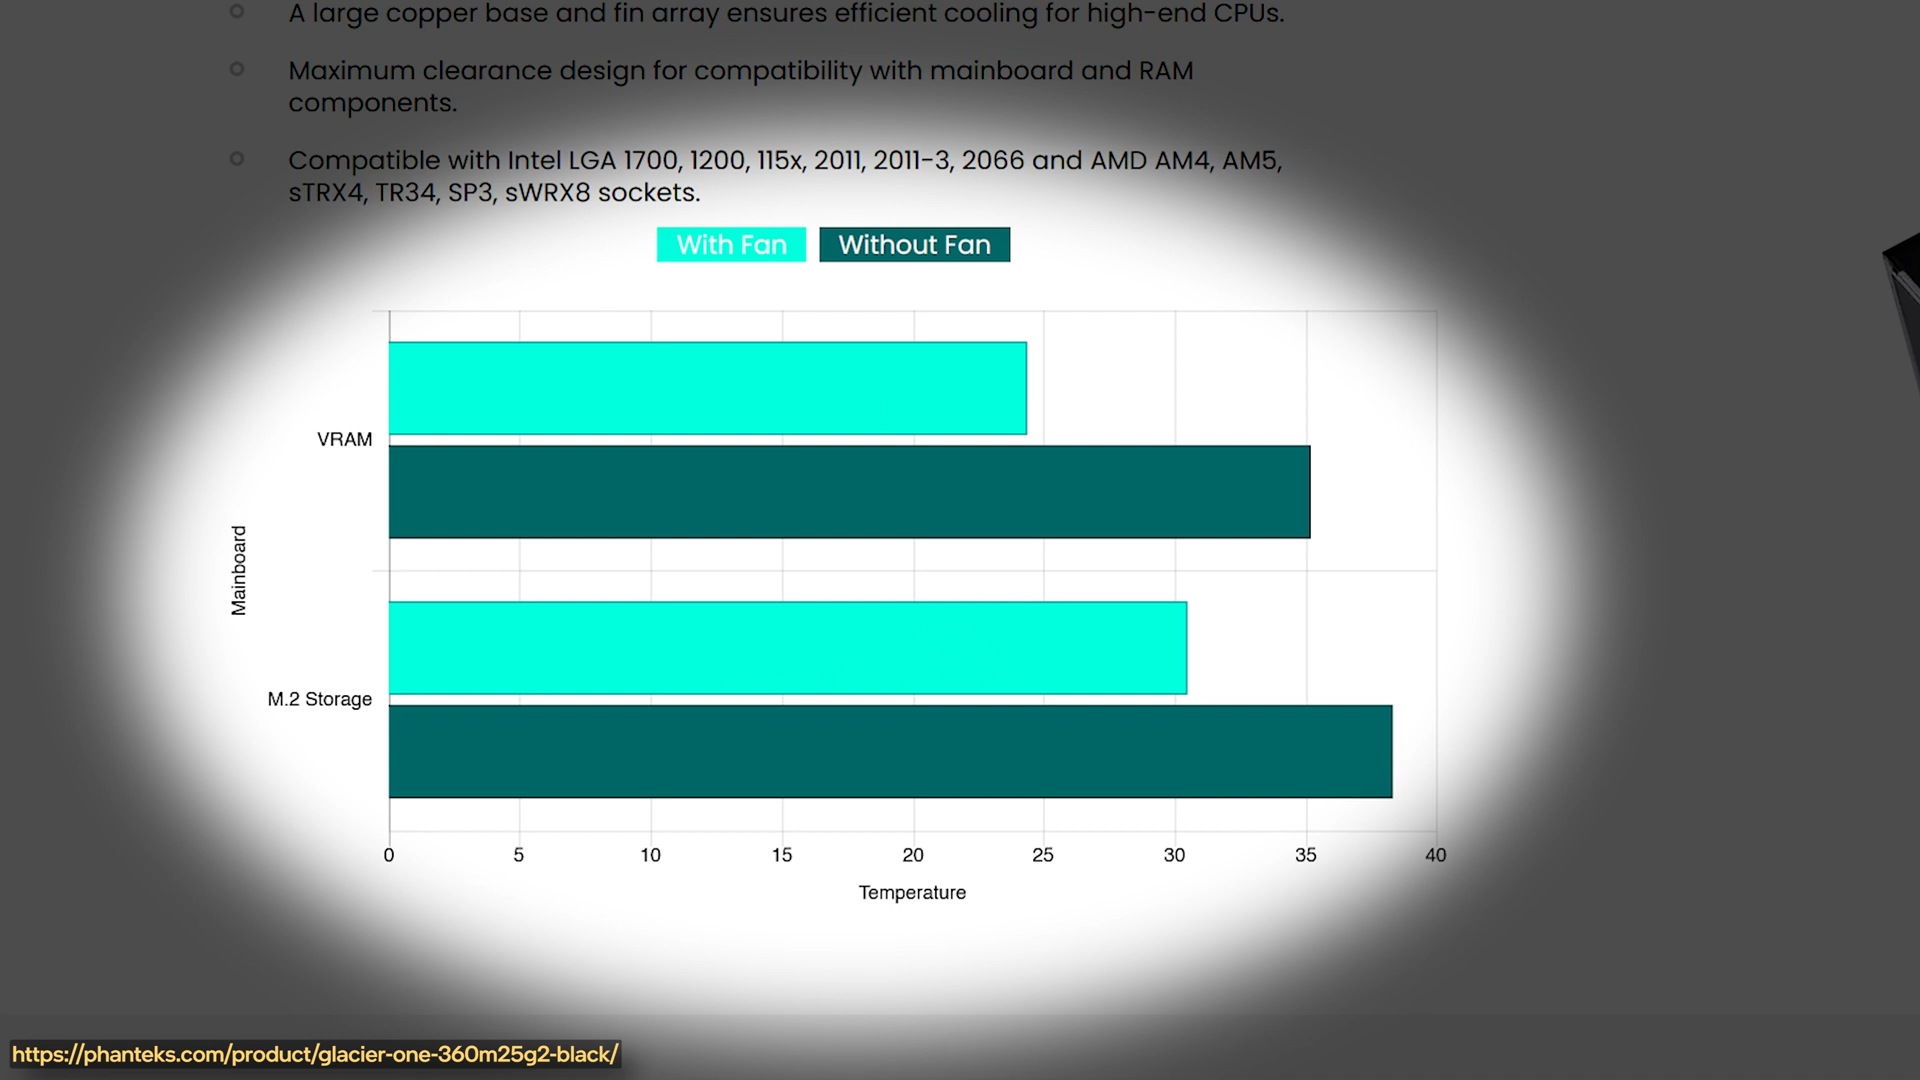 A large copper base and fin array ensures efficient cooling for high-end CPUs.
Maximum clearance design for compatibility with mainboard and RAM
components.
Compatible with Intel LGA 1700, 1200, 115x, 2011, 2011-3, 2066 and AMD AM4, AM5,
sTRX4, TR34, SP3, sWRX8 sockets.
With Fan Without Fan
VRAM
Mainboard
M.2 Storage
0 5 10 15 20 25 30 35 40
Temperature
https://phanteks.com/product/glacier-one-360m25g2-black/